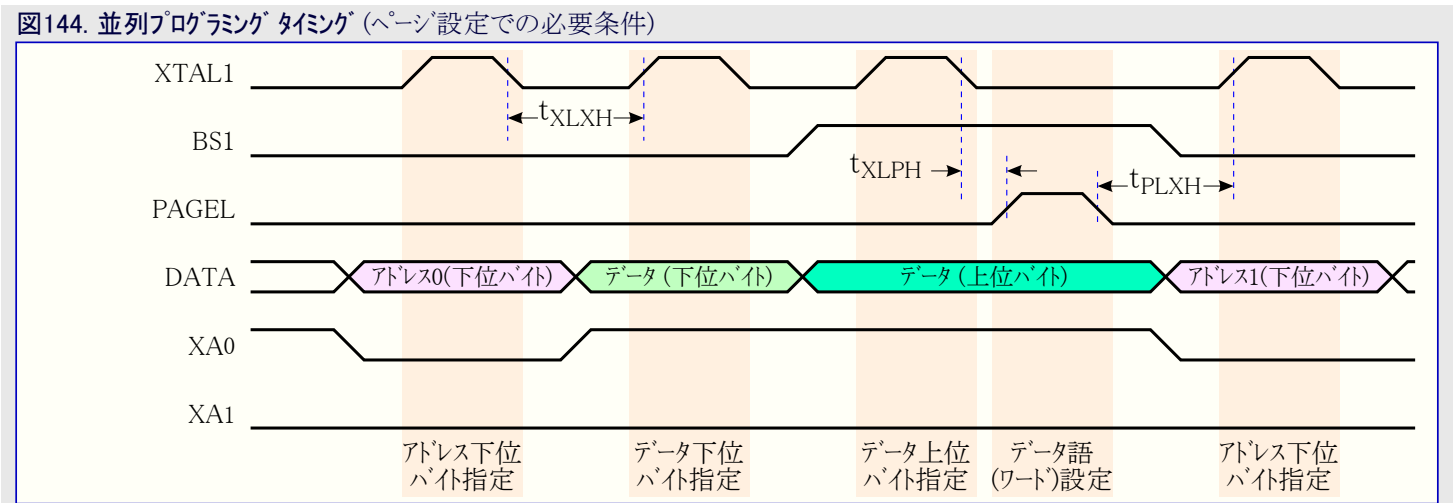 図144. 並列プログラミング タイミング (ページ設定での必要条件)
XTAL1
tXLXH
BS1
tXLPH
tPLXH
PAGEL
DATA
アドレス0(下位バイト)
データ (下位バイト)
データ (上位バイト)
アドレス1(下位バイト)
XA0
XA1
アドレス下位
バイト指定
データ下位
バイト指定
データ上位
バイト指定
データ語
(ワード)設定
アドレス下位
バイト指定